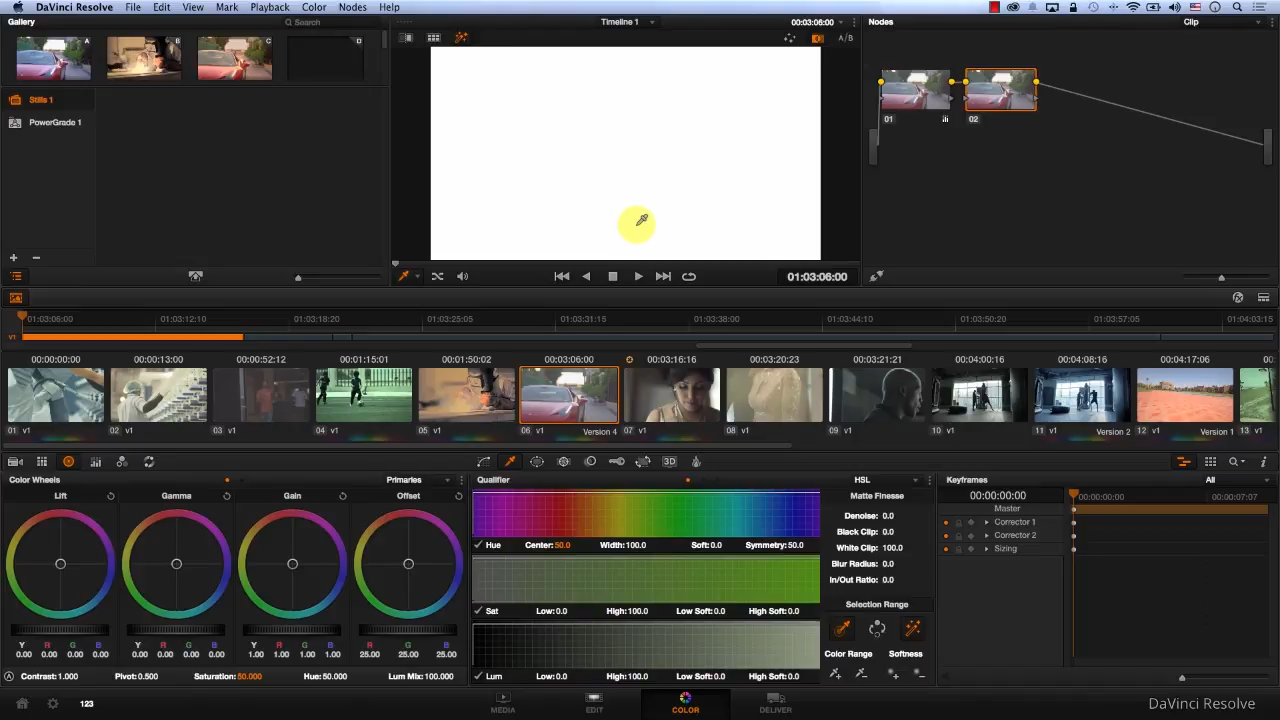 DaVinci Resolve File Edit View Mark Playback Color Nodes Help
Gallery Search Timeline 1 01:03:06:00 Nodes Clip
A/B
A B C D
Stills 1
PowerGrade 1
01 02
01:03:06:00
01:03:06:00 01:03:12:10 01:03:18:20 01:03:25:05 01:03:31:15 01:03:38:00 01:03:44:10 01:03:50:20 01:03:57:05 01:04:03:15
V1
00:00:00:00 00:00:13:00 00:00:52:12 00:01:15:01 00:01:50:02 00:03:06:00 00:03:16:16 00:03:20:23 00:03:21:21 00:04:00:16 00:04:08:16 00:04:17:06 00
01 V1 02 V1 03 V1 04 V1 05 V1 06 V1 Version 4 07 V1 08 V1 09 V1 10 V1 11 V1 Version 2 12 V1 Version 1 13 V1
3D
Color Wheels Primaries Qualifier HSL Keyframes All
Lift Gamma Gain Offset
Matte Finesse
00:00:00:00 00:00:00:00 00:00:07:07
Master
Denoise: 0.0
Corrector 1
Black Clip: 0.0
Corrector 2
Hue Center: 50.0 Width: 100.0 Soft: 0.0 Symmetry: 50.0
White Clip: 100.0
Sizing
Blur Radius: 0.0
In/Out Ratio: 0.0
Selection Range
Sat Low: 0.0 High: 100.0 Low Soft: 0.0 High Soft: 0.0
Y R G B Y R G B Y R G B R G B
0.00 0.00 0.00 0.00 0.00 0.00 0.00 0.00 1.00 1.00 1.00 1.00 25.00 25.00 25.00
Color Range Softness
Contrast: 1.000 Pivot: 0.500 Saturation: 50.000 Hue: 50.000 Lum Mix: 100.000
Lum Low: 0.0 High: 100.0 Low Soft: 0.0 High Soft: 0.0
123
MEDIA EDIT COLOR DELIVER
DaVinci Resolve